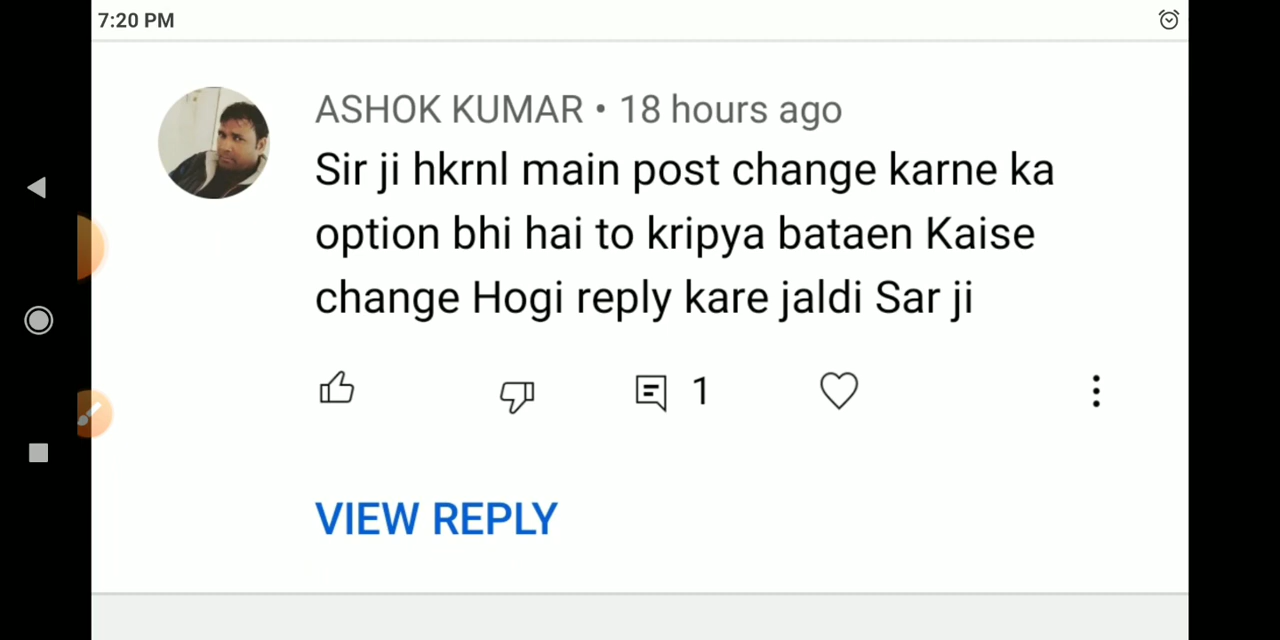 7:20 PM
ASHOK KUMAR • 18 hours ago
Sir ji hkrnl main post change karne ka
option bhi hai to kripya bataen Kaise
change Hogi reply kare jaldi Sar ji
1
VIEW REPLY